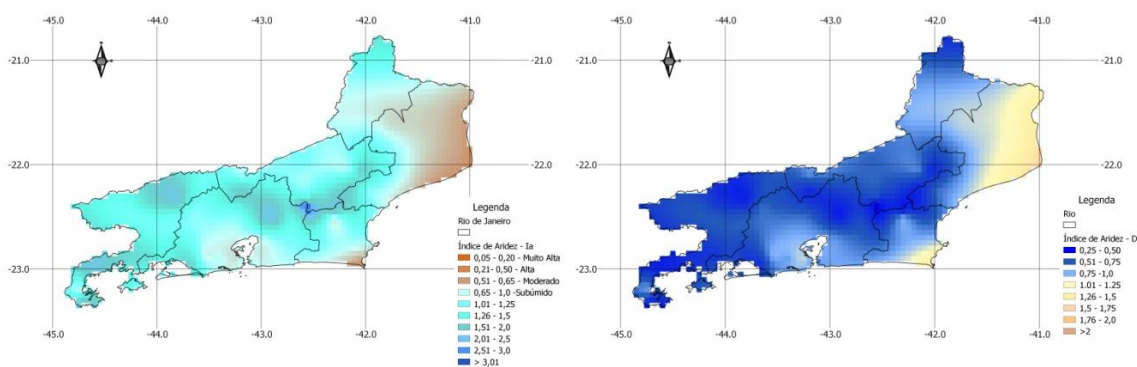 -45.0 -44.0 -43.0 -42.0 -41.0
-21.0 -21.0
-22.0 -22.0
-23.0 -23.0
-45.0 -44.0 -43.0 -42.0 -41.0
Legenda
Rio de Janeiro
Índice de Aridez - Ia
0,05 - 0,20 - Muito Alta
0,21- 0,50 - Alta
0,51 - 0,65 - Moderado
0,65 - 1,0 -Subúmido
1,01 - 1,25
1,26 - 1,5
1,51 - 2,0
2,01 - 2,5
2,51 - 3,0
> 3,01
-45.0 -44.0 -43.0 -42.0 -41.0
-21.0 -21.0
-22.0 -22.0
-23.0 -23.0
-45.0 -44.0 -43.0 -42.0 -41.0
Legenda
Rio
Índice de Aridez - D
0,25 - 0,50
0,51 - 0,75
0,75 -1,0
1.01 - 1.25
1,26 - 1,5
1,5 - 1,75
1,76 - 2,0
>2